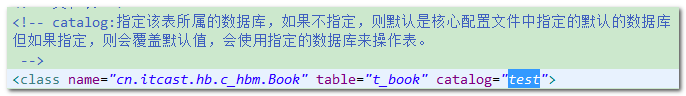 <!-- catalog:指定该表所属的数据库，如果不指定，则默认是核心配置文件中指定的默认的数据库
但如果指定，则会覆盖默认值，会使用指定的数据库来操作表。
-->
<class name="cn.itcast.hb.c_hbm.Book" table="t_book" catalog="test">